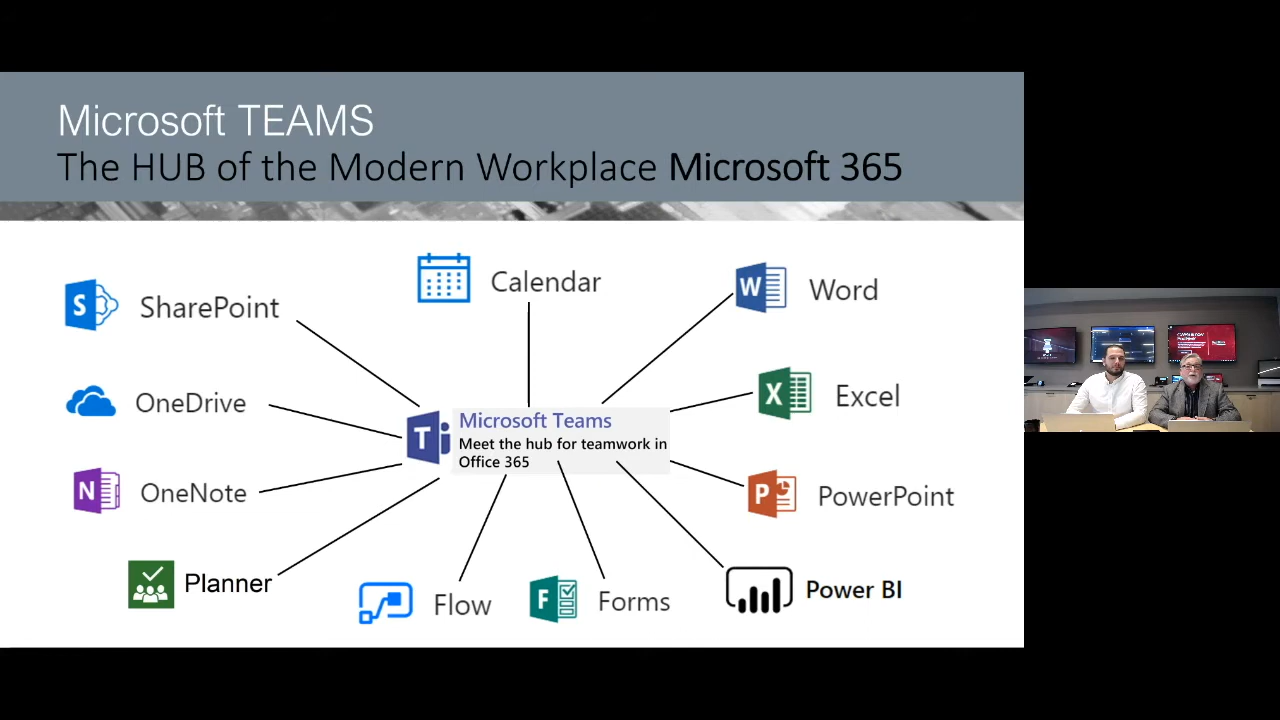 Microsoft TEAMS
The HUB of the Modern Workplace Microsoft 365
Calendar
SharePoint
Word
OneDrive
Excel
Microsoft Teams
Meet the hub for teamwork in
Office 365
OneNote
PowerPoint
Planner
Flow
Forms
Power BI
S
W
X
T
N
P
F